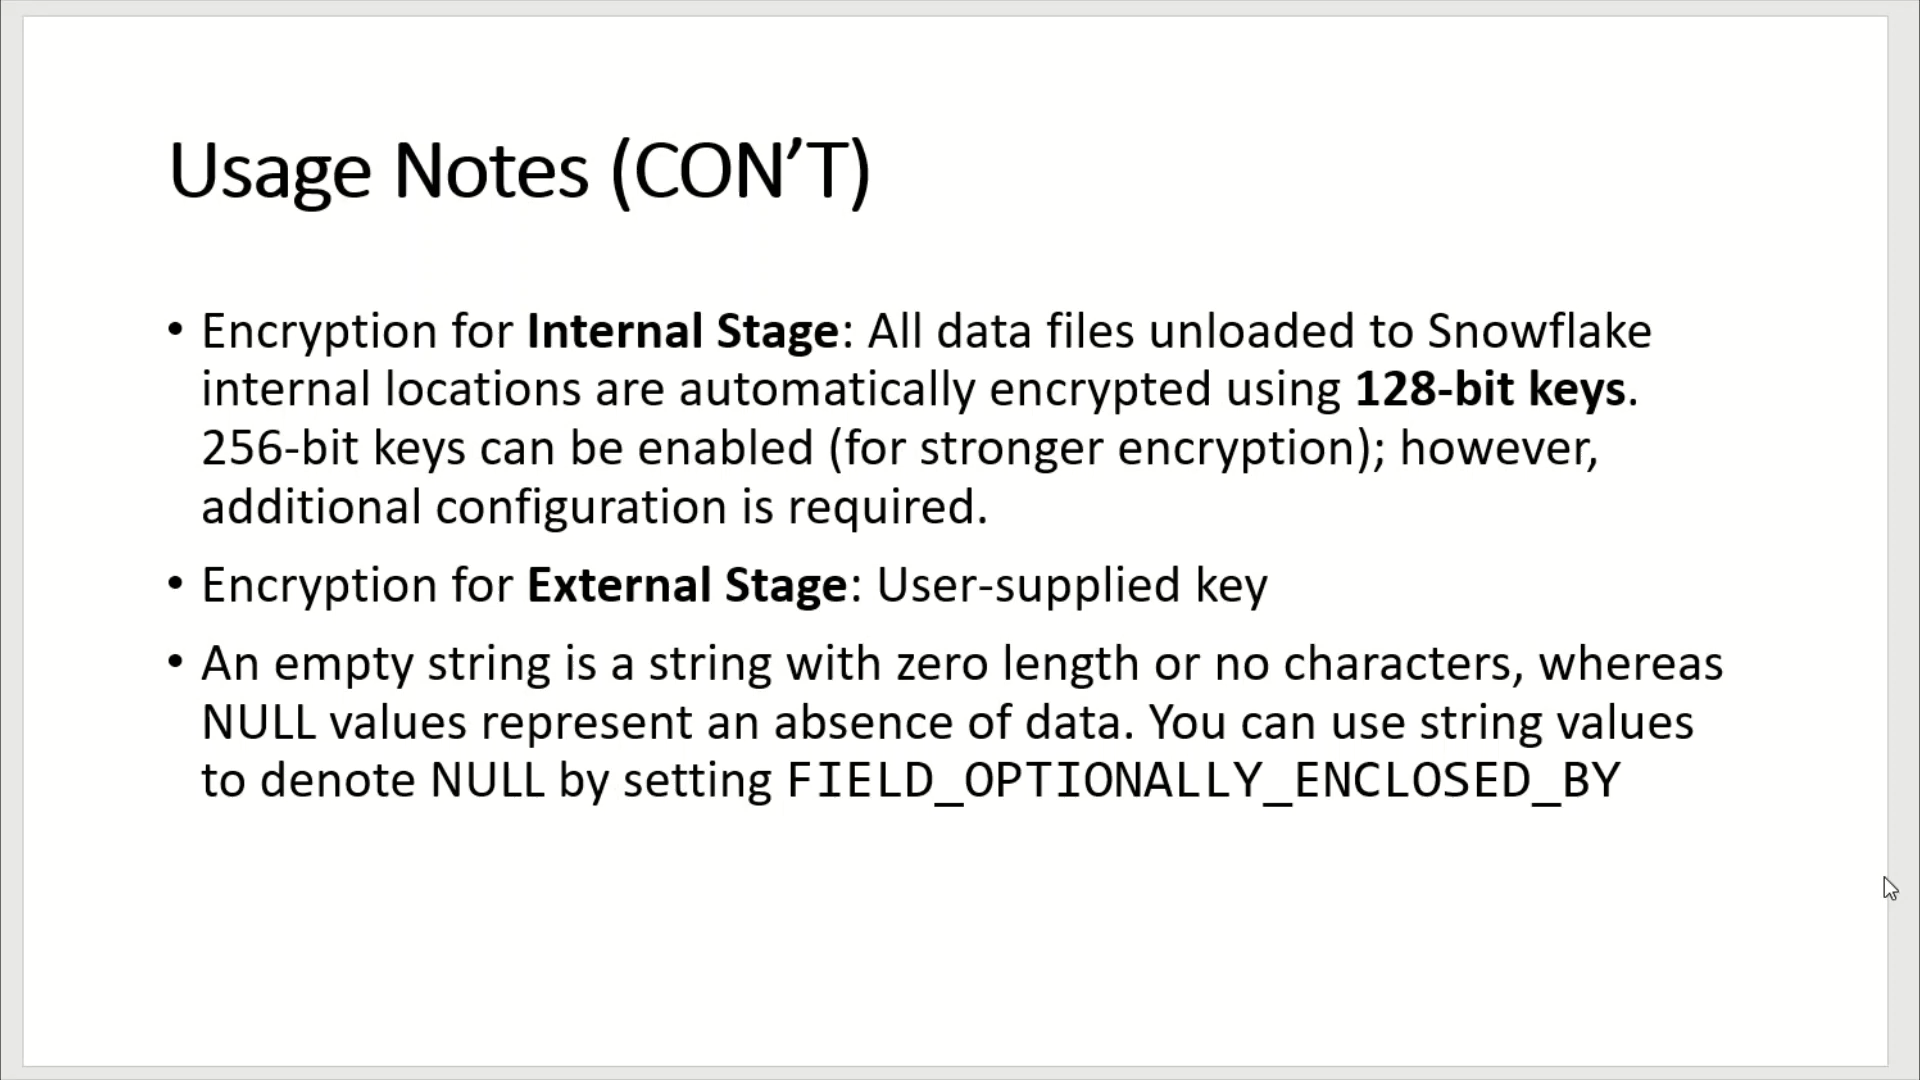 Usage Notes (CON’T)
• Encryption for Internal Stage: All data files unloaded to Snowflake
internal locations are automatically encrypted using 128-bit keys.
256-bit keys can be enabled (for stronger encryption); however,
additional configuration is required.
• Encryption for External Stage: User-supplied key
• An empty string is a string with zero length or no characters, whereas
NULL values represent an absence of data. You can use string values
to denote NULL by setting FIELD_OPTIONALLY_ENCLOSED_BY